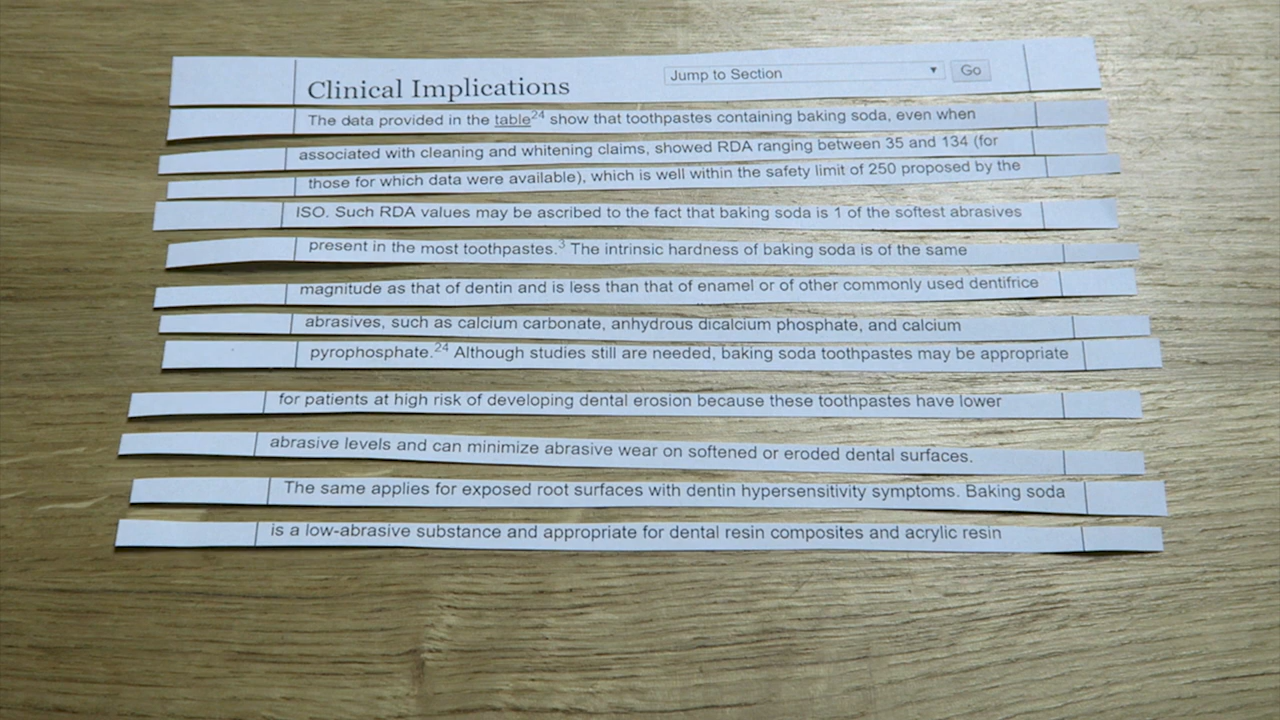 Clinical Implications Jump to Section ▼ Go
The data provided in the table24 show that toothpastes containing baking soda, even when
associated with cleaning and whitening claims, showed RDA ranging between 35 and 134 (for
those for which data were available), which is well within the safety limit of 250 proposed by the
ISO. Such RDA values may be ascribed to the fact that baking soda is 1 of the softest abrasives
present in the most toothpastes.3 The intrinsic hardness of baking soda is of the same
magnitude as that of dentin and is less than that of enamel or of other commonly used dentifrice
abrasives, such as calcium carbonate, anhydrous dicalcium phosphate, and calcium
pyrophosphate.24 Although studies still are needed, baking soda toothpastes may be appropriate
for patients at high risk of developing dental erosion because these toothpastes have lower
abrasive levels and can minimize abrasive wear on softened or eroded dental surfaces.
The same applies for exposed root surfaces with dentin hypersensitivity symptoms. Baking soda
is a low-abrasive substance and appropriate for dental resin composites and acrylic resin